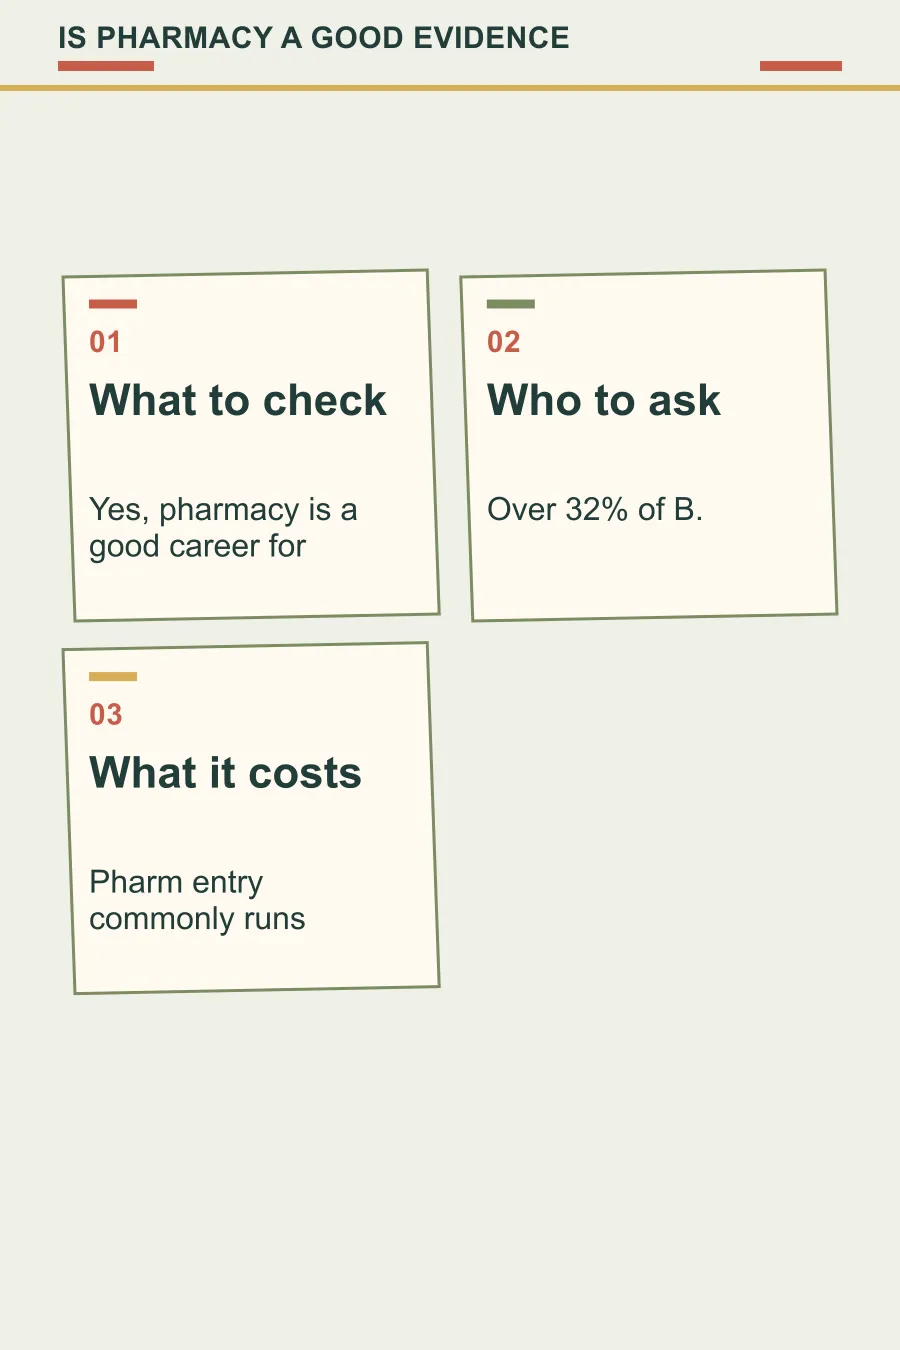 IS PHARMACY A GOOD EVIDENCE
01
What to check
Yes, pharmacy is a
good career for
02
Who to ask
Over 32% of B.
03
What it costs
Pharm entry
commonly runs